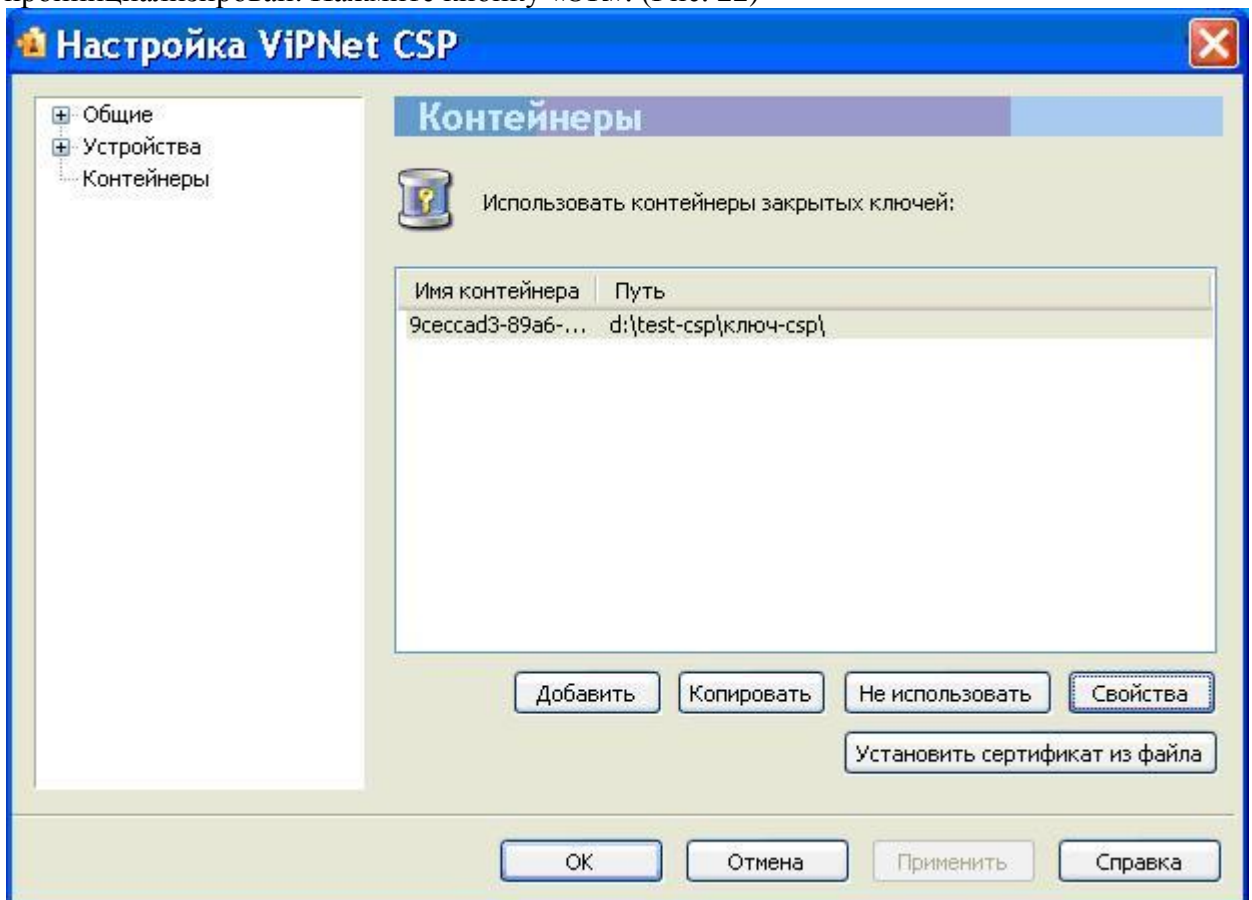 Настройка ViPNet CSP
Общие
Устройства
Контейнеры
Контейнеры
Использовать контейнеры закрытых ключей:
Имя контейнера Путь
9ceccad3-89a6-... d:\test-csp\ключ-csp\
Добавить Копировать Не использовать Свойства
Установить сертификат из файла
OK Отмена Применить Справка